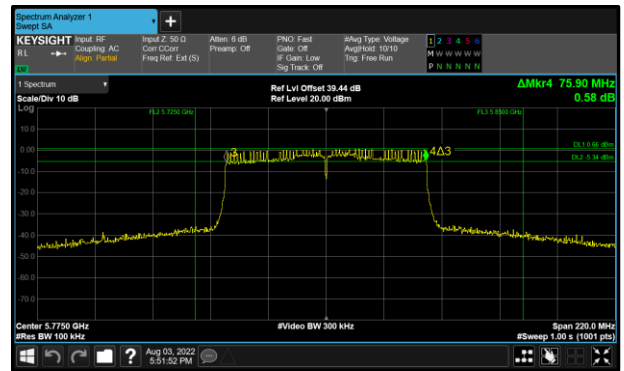 Spectrum Analyzer 1
Swept SA
KEYSIGHT
RL
Input: RF
Coupling: AC
Align: Partial
Input Z: 50 Ω
Corr CCorr
Freq Ref: Ext (S)
Atten: 6 dB
Preamp: Off
PNO: Fast
Gate: Off
IF Gain: Low
Sig Track: Off
#Avg Type: Voltage
Avg|Hold: 10/10
Trig: Free Run
1 2 3 4 5 6
M W W W W W
P N N N N N
1 Spectrum
Scale/Div 10 dB
Log
Ref Lvl Offset 39.44 dB
Ref Level 20.00 dBm
ΔMkr4 75.90 MHz
0.58 dB
FL2 5.7250 GHz
FL3 5.8500 GHz
10.0
0.00
3
4Δ3
DL1 0.66 dBm
DL2 -5.34 dBm
-10.0
-20.0
-30.0
-40.0
-50.0
-60.0
-70.0
Center 5.7750 GHz
#Res BW 100 kHz
#Video BW 300 kHz
Span 220.0 MHz
#Sweep 1.00 s (1001 pts)
?
Aug 03, 2022
5:51:52 PM